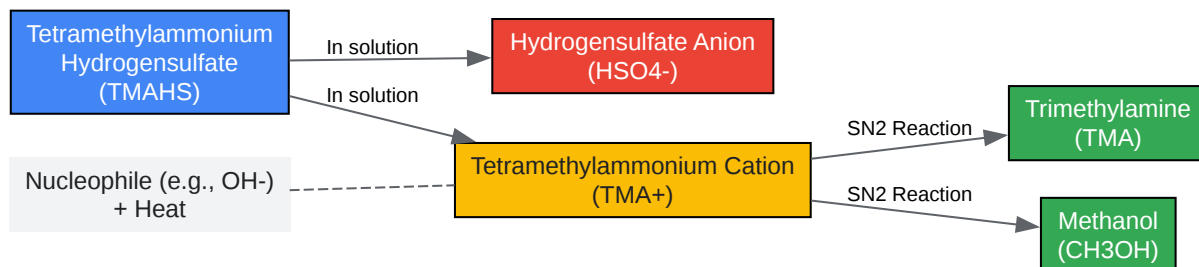 Tetramethylammonium
Hydrogensulfate
(TMAHS)
In solution
Hydrogensulfate Anion
(HSO4-)
In solution
Nucleophile (e.g., OH-)
+ Heat
Tetramethylammonium Cation
(TMA+)
SN2 Reaction
Trimethylamine
(TMA)
SN2 Reaction
Methanol
(CH3OH)